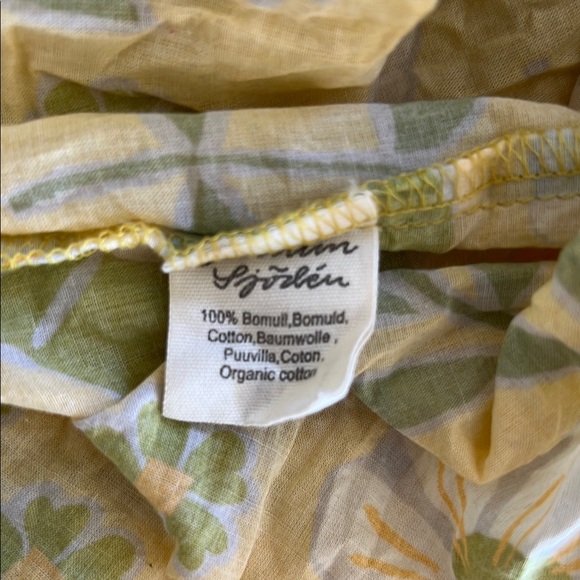 Sjödén
100% Bomull,Bomuld,
Cotton,Baumwolle,
Puuvilla,Coton.
Organic cotton